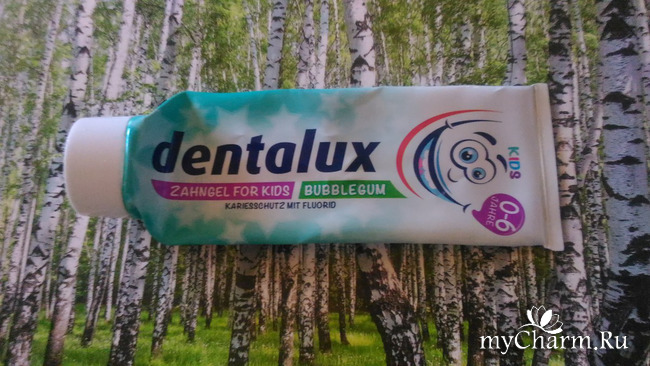 dentalux
ZAHNGEL FOR KIDS BUBBLEGUM
KARIESSCHUTZ MIT FLUORID
KIDS
0-6
JAHRE
myCharm.Ru